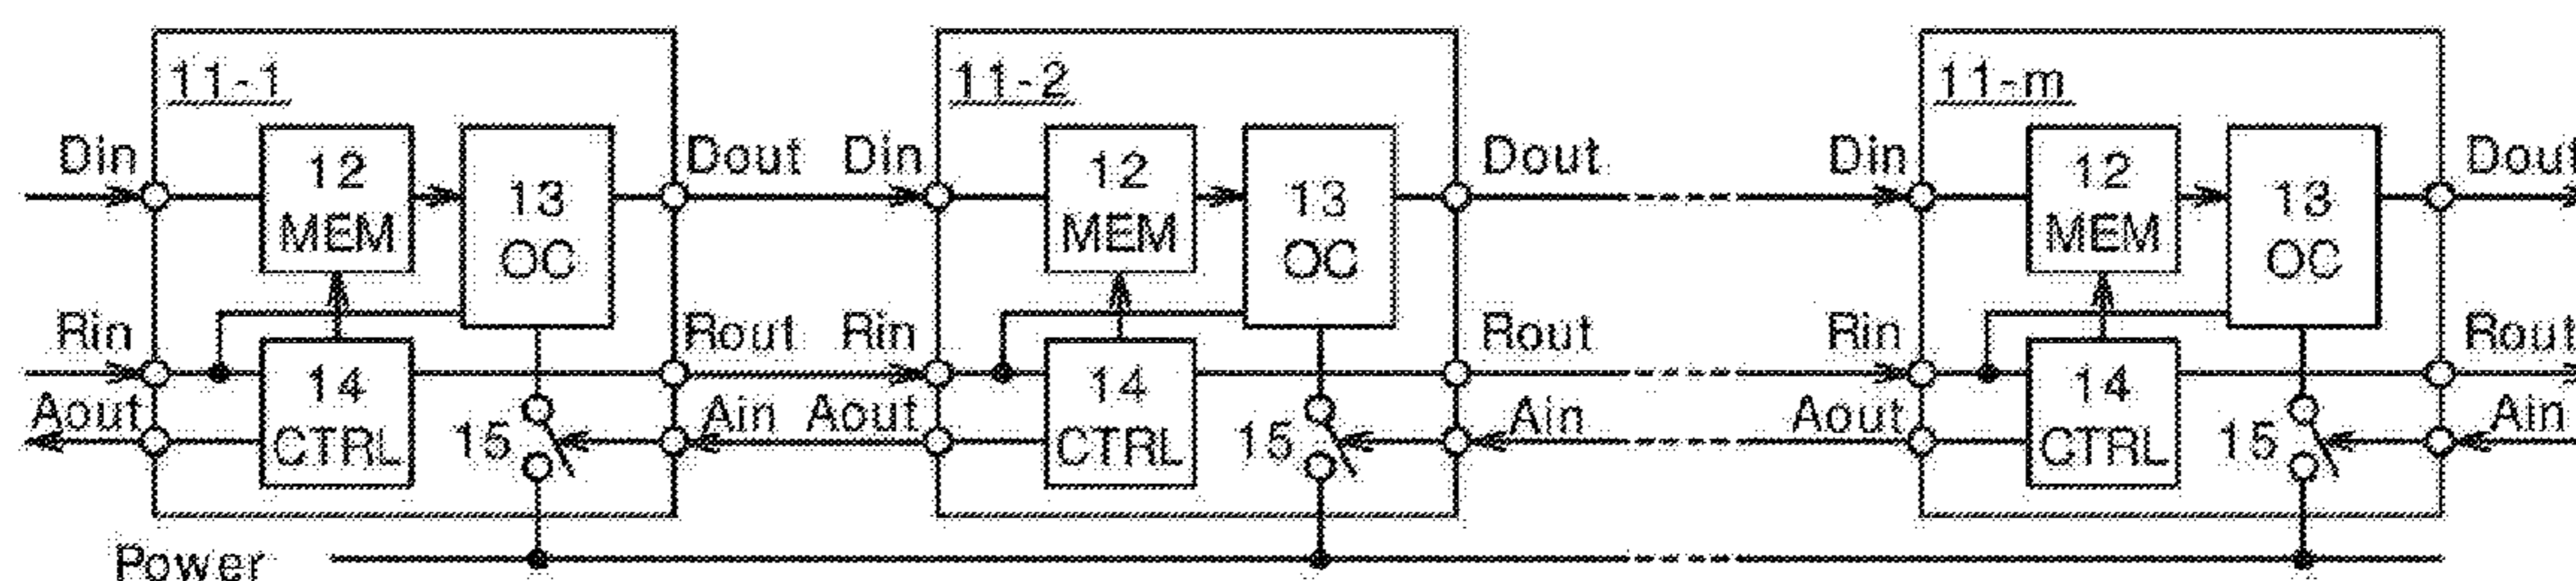 11-1 11-2 11-m
Din Dout Din Dout Din Dout
12 MEM 13 OC 12 MEM 13 OC 12 MEM 13 OC
Rin Rout Rin Rout Rin Rout
Aout 14 CTRL 15 Ain Aout 14 CTRL 15 Ain Aout 14 CTRL 15 Ain
Power